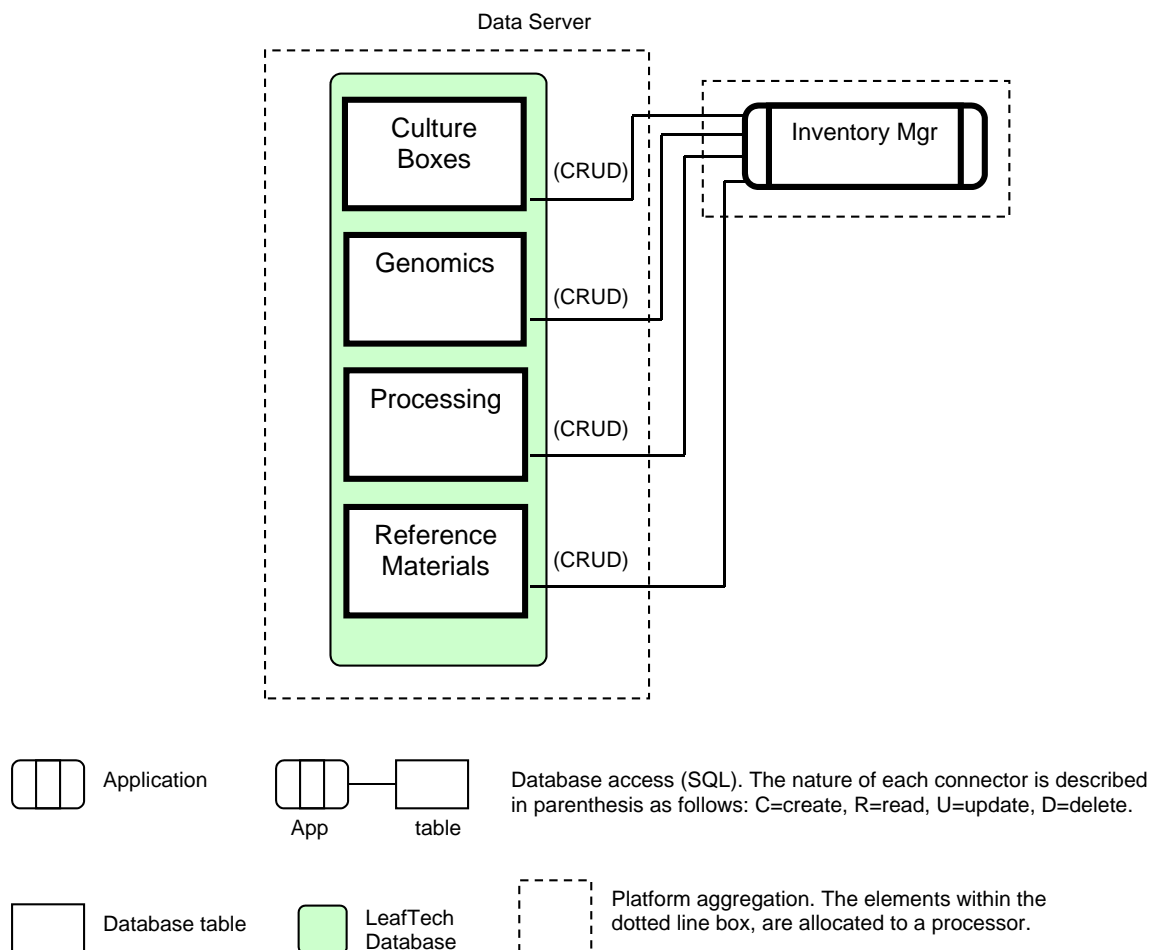 Data Server
Culture
Boxes
Inventory Mgr
(CRUD)
Genomics
(CRUD)
Processing
(CRUD)
Reference
Materials
(CRUD)
Application
App
table
Database access (SQL). The nature of each connector is described
in parenthesis as follows: C=create, R=read, U=update, D=delete.
Database table
LeafTech
Database
Platform aggregation. The elements within the
dotted line box, are allocated to a processor.